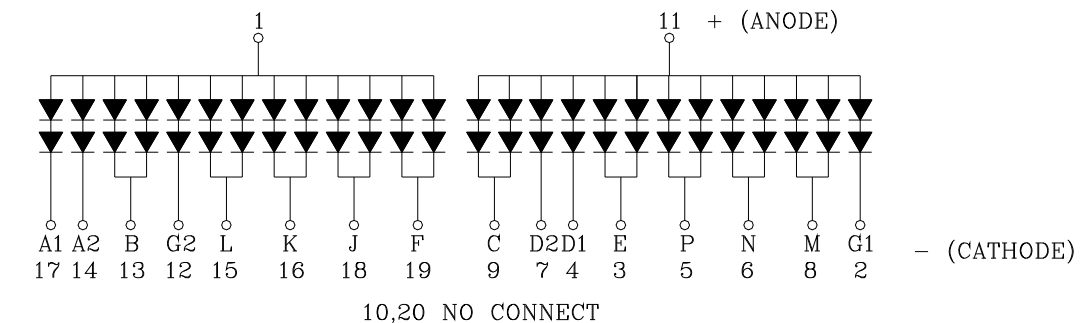 1 11 + (ANODE)
A1 A2 B G2 L K J F C D2 D1 E P N M G1
17 14 13 12 15 16 18 19 9 7 4 3 5 6 8 2
- (CATHODE)
10,20 NO CONNECT